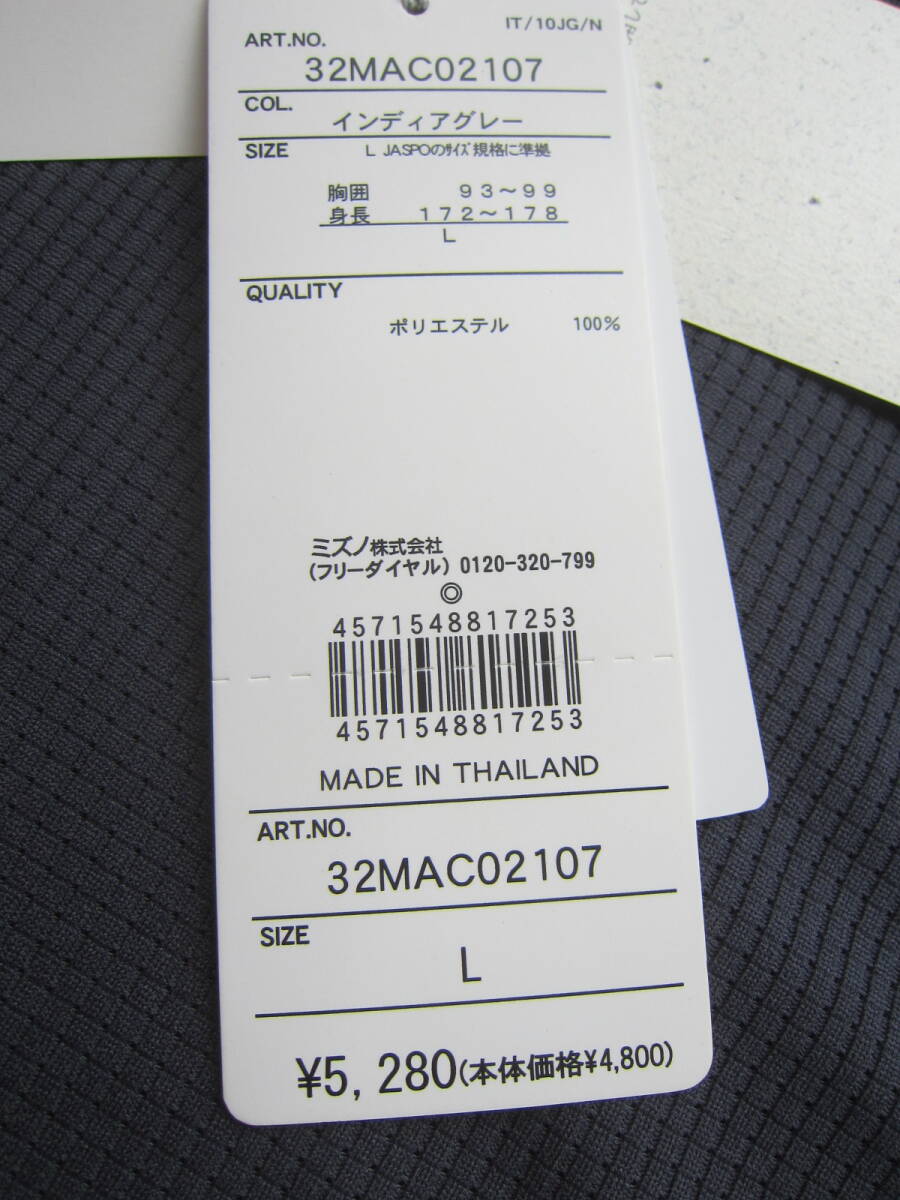 IT/10JG/N
ART.NO.
32MAC02107
COL.
インディアグレー
SIZE
L JASPOのｻｲｽﾞ規格に準拠
胸囲 93～99
身長 172～178
L
QUALITY
ポリエステル 100%
ミズノ株式会社
(フリーダイヤル) 0120-320-799
◎
4571548817253
4571548817253
MADE IN THAILAND
ART.NO.
32MAC02107
SIZE
L
¥5,280(本体価格¥4,800)